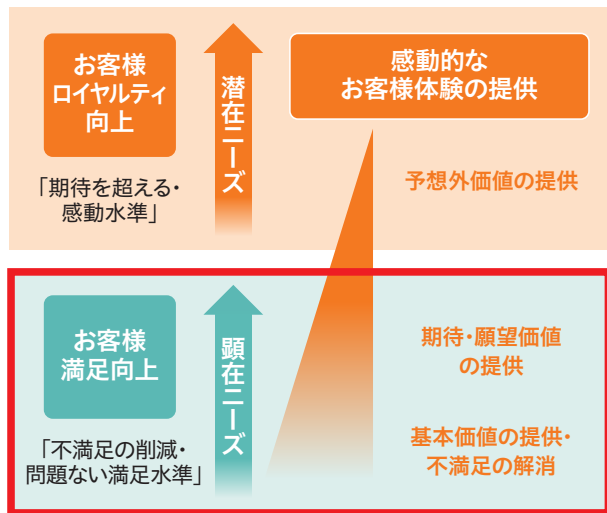 お客様
ロイヤルティ
向上
「期待を超える・
感動水準」
潜在ニーズ
感動的な
お客様体験の提供
予想外価値の提供
お客様
満足向上
「不満足の削減・
問題ない満足水準」
顕在ニーズ
期待・願望価値
の提供
基本価値の提供・
不満足の解消